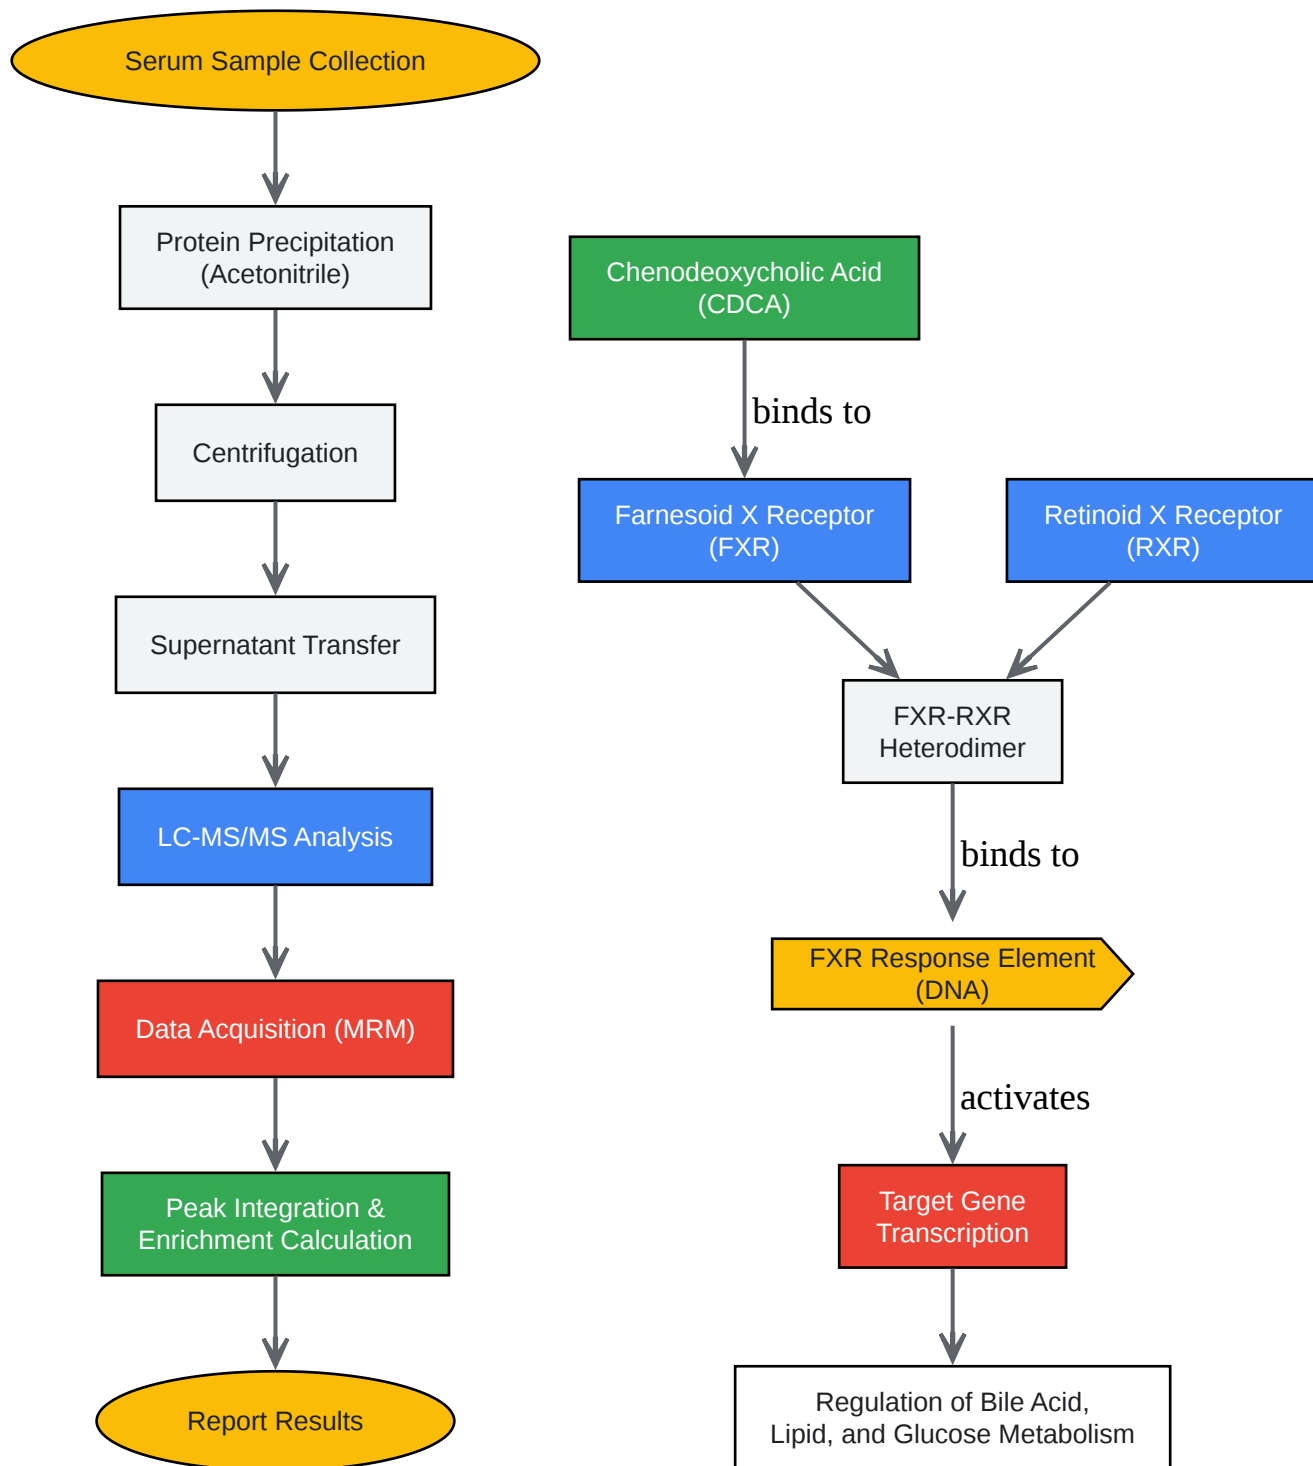 Serum Sample Collection
Protein Precipitation
(Acetonitrile)
Centrifugation
Supernatant Transfer
LC-MS/MS Analysis
Data Acquisition (MRM)
Peak Integration &
Enrichment Calculation
Report Results
Chenodeoxycholic Acid
(CDCA)
binds to
Farnesoid X Receptor
(FXR)
Retinoid X Receptor
(RXR)
FXR-RXR
Heterodimer
binds to
FXR Response Element
(DNA)
activates
Target Gene
Transcription
Regulation of Bile Acid,
Lipid, and Glucose Metabolism